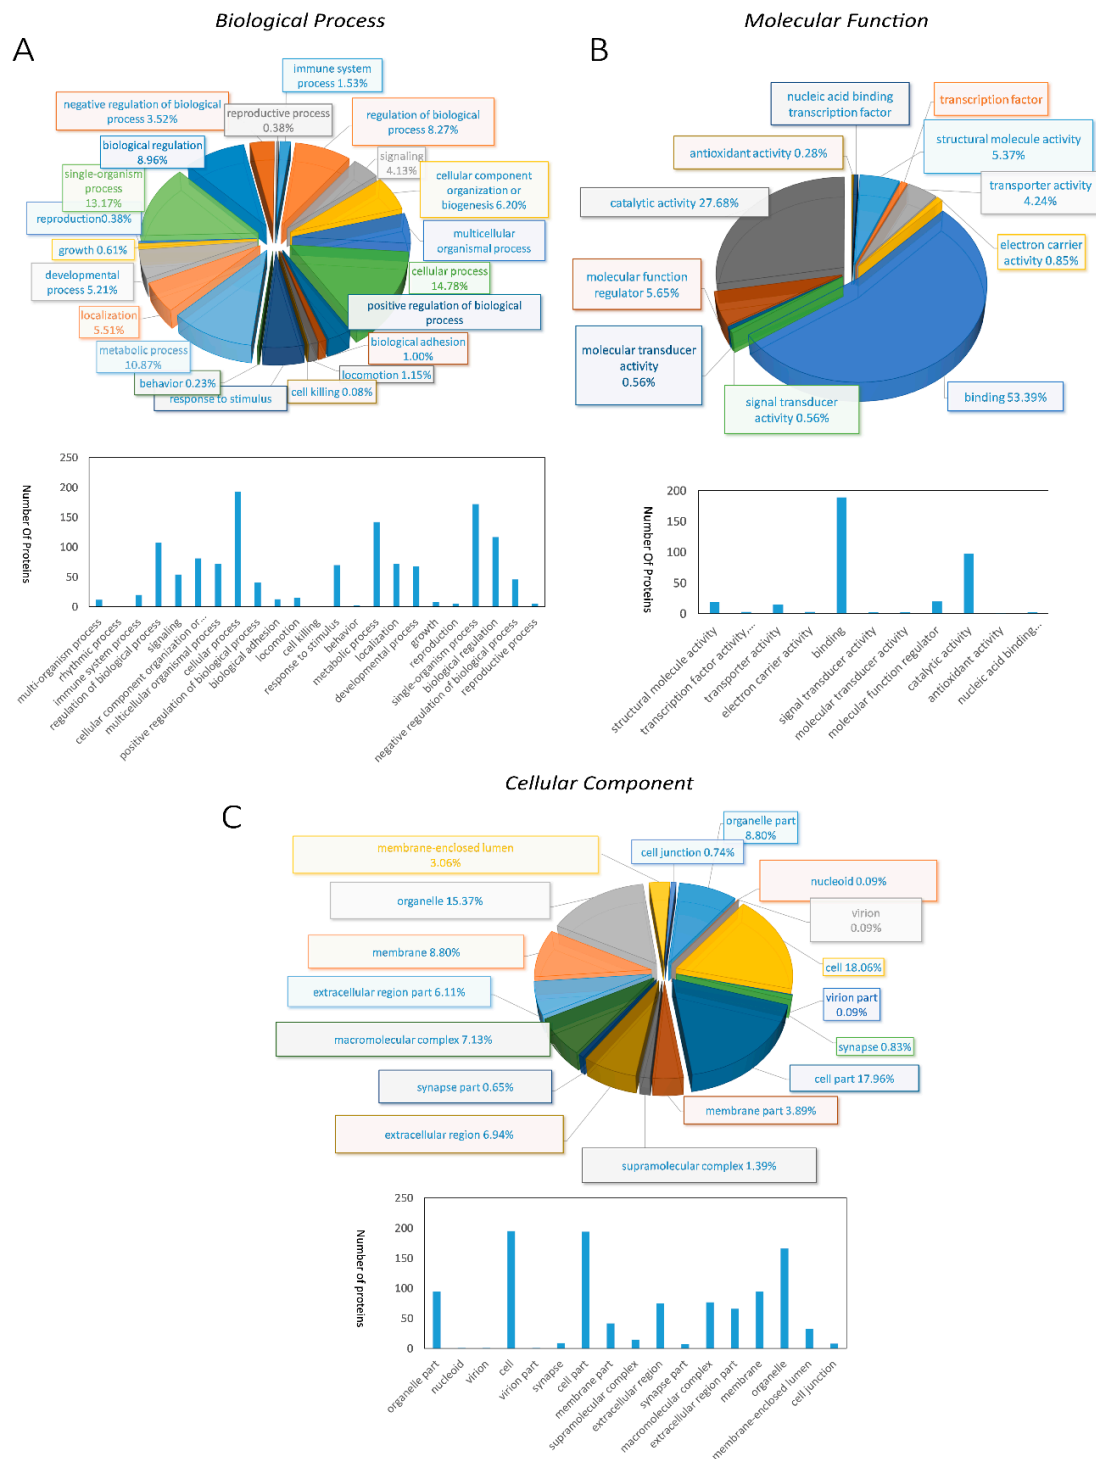 Biological Process
Molecular Function
A
B
immune system
process 1.53%
negative regulation of biological
process 3.52%
reproductive process
0.38%
regulation of biological
process 8.27%
biological regulation
8.96%
signaling
4.13%
cellular component
organization or
biogenesis 6.20%
single-organism
process
13.17%
reproduction0.38%
multicellular
organismal process
growth 0.61%
cellular process
14.78%
developmental
process 5.21%
positive regulation of biological
process
localization
5.51%
biological adhesion
1.00%
metabolic process
10.87%
locomotion 1.15%
behavior 0.23%
cell killing 0.08%
response to stimulus
nucleic acid binding
transcription factor
transcription factor
antioxidant activity 0.28%
structural molecule activity
5.37%
catalytic activity 27.68%
transporter activity
4.24%
electron carrier
activity 0.85%
molecular function
regulator 5.65%
molecular transducer
activity
0.56%
signal transducer
activity 0.56%
binding 53.39%
Number Of Proteins
250
200
150
100
50
0
multi-organism process
rhythmic process
immune system process
regulation of biological process
signaling
cellular component organization or...
multicellular organismal process
cellular process
positive regulation of biological process
biological adhesion
locomotion
cell killing
response to stimulus
behavior
metabolic process
localization
developmental process
growth
reproduction
single-organism process
biological regulation
negative regulation of biological process
reproductive process
Number Of Proteins
200
150
100
50
0
structural molecule activity
transcription factor activity,...
transporter activity
electron carrier activity
binding
signal transducer activity
molecular transducer activity
molecular function regulator
catalytic activity
antioxidant activity
nucleic acid binding...
Cellular Component
C
organelle part
8.80%
membrane-enclosed lumen
3.06%
cell junction 0.74%
nucleoid 0.09%
organelle 15.37%
virion
0.09%
membrane 8.80%
cell 18.06%
extracellular region part 6.11%
virion part
0.09%
macromolecular complex 7.13%
synapse 0.83%
synapse part 0.65%
cell part 17.96%
membrane part 3.89%
extracellular region 6.94%
supramolecular complex 1.39%
Number of proteins
250
200
150
100
50
0
organelle part
nucleoid
virion
cell
virion part
synapse
cell part
membrane part
supramolecular complex
extracellular region
synapse part
macromolecular complex
extracellular region part
membrane
organelle
membrane-enclosed lumen
cell junction